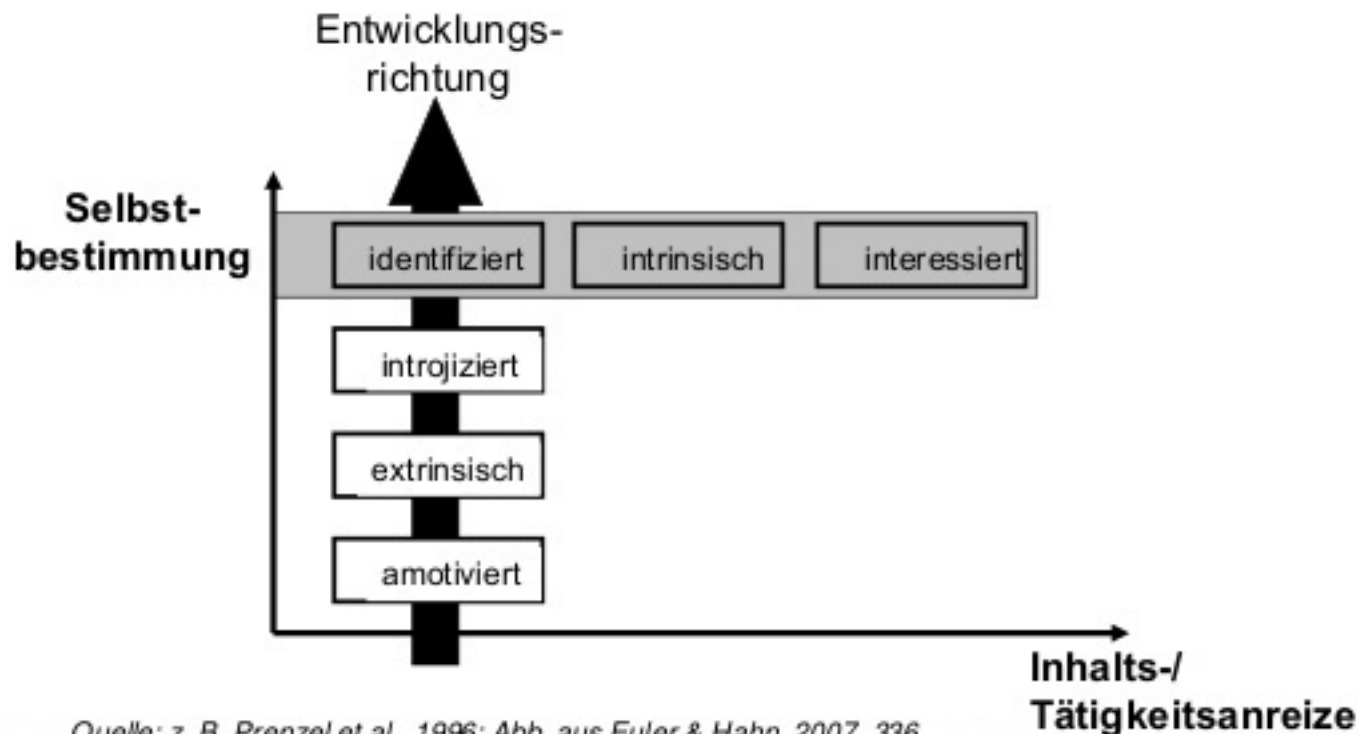 Entwicklungs-
richtung
Selbst-
bestimmung
identifiziert intrinsisch interessiert
introjiziert
extrinsisch
amotiviert
Inhalts-/
Tätigkeitsanreize
Quelle: z. B. Prenzel et al., 1996; Abb. aus Euler & Hahn, 2007, 336